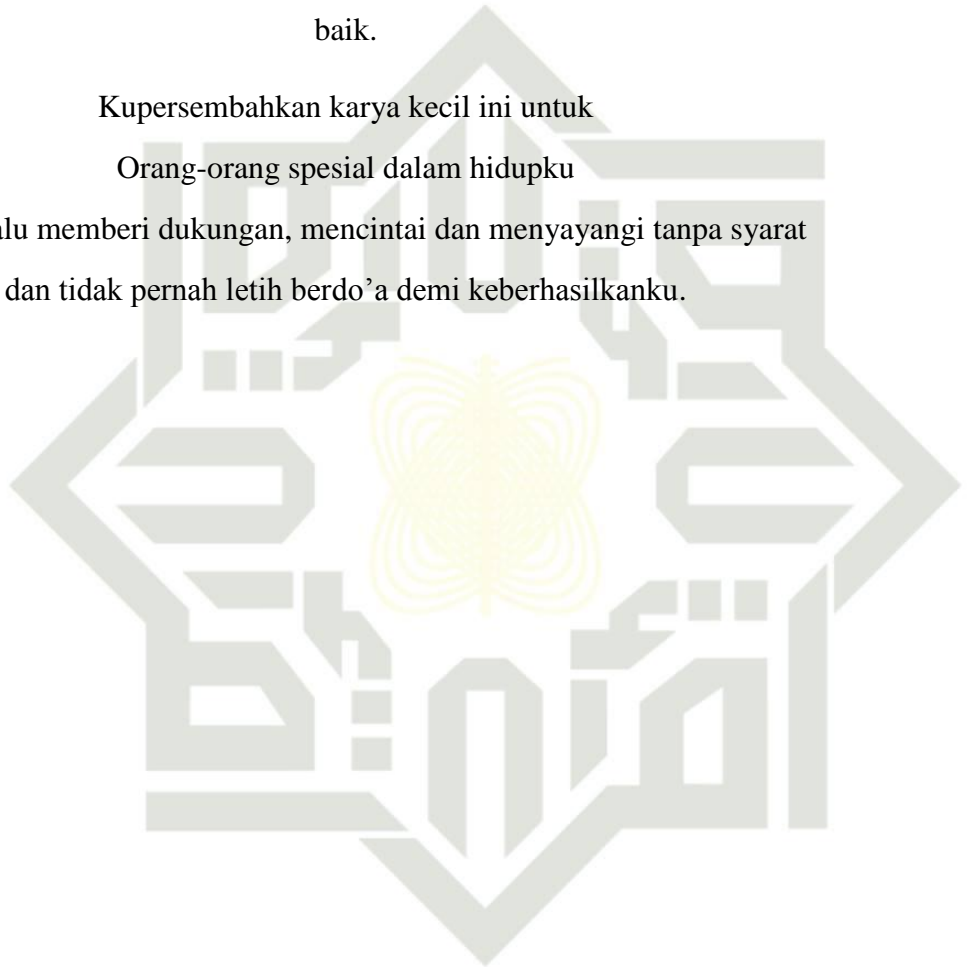 baik.
Kupersembahkan karya kecil ini untuk
Orang-orang spesial dalam hidupku
memberi dukungan, mencintai dan menyayangi tanpa syarat
dan tidak pernah letih berdo’a demi keberhasilkanku.